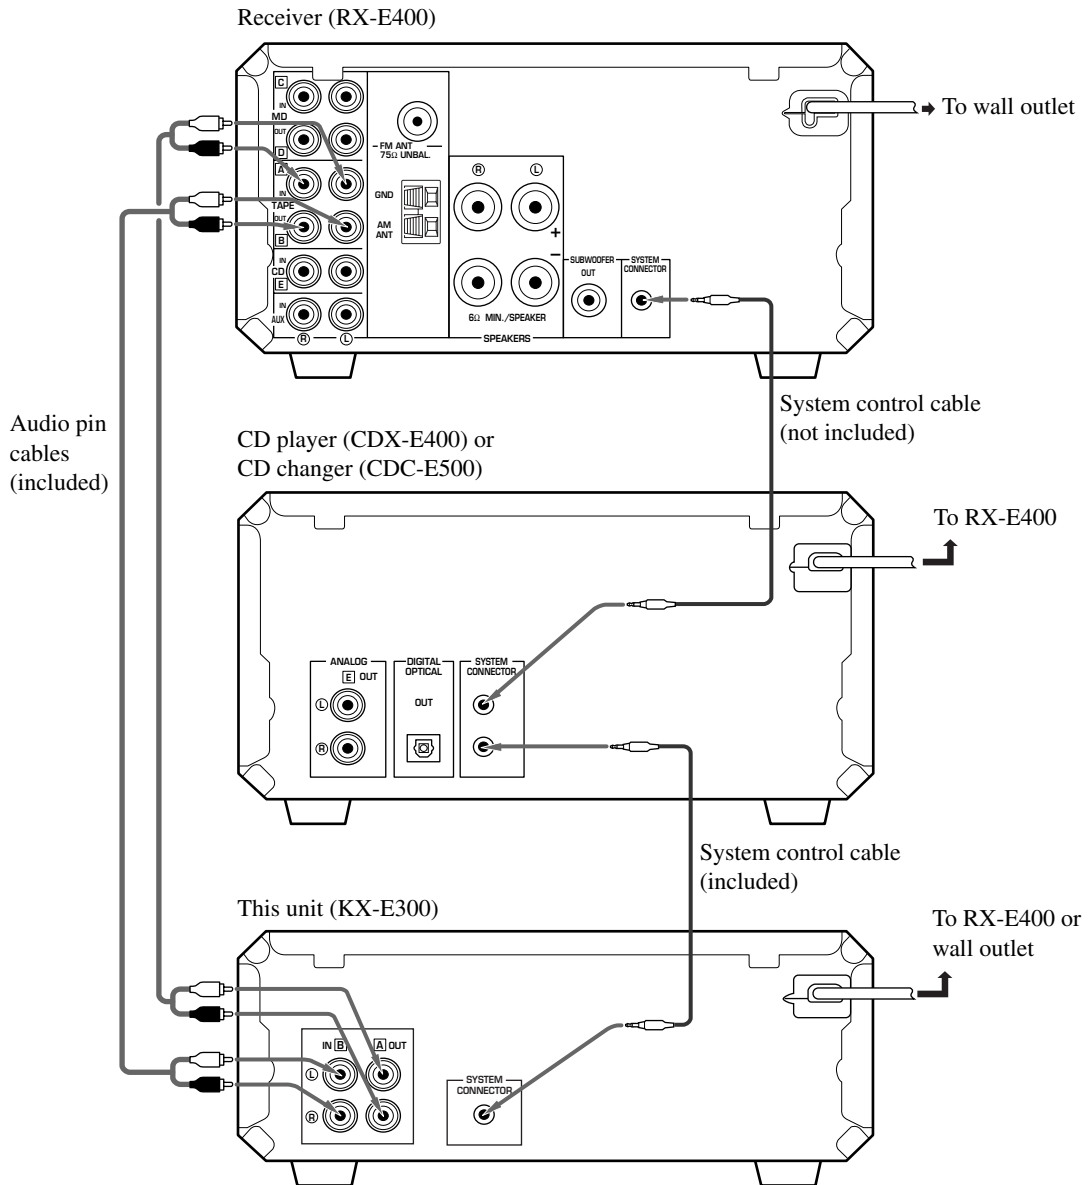 Receiver (RX-E400)
C
IN
MD
OUT
D
A
IN
TAPE
OUT
B
IN
CD
E
IN
AUX
R L
FM ANT
75Ω UNBAL.
GND
AM
ANT
R L
+
–
6Ω MIN./SPEAKER
SPEAKERS
SUBWOOFER
OUT
SYSTEM
CONNECTOR
To wall outlet
Audio pin
cables
(included)
System control cable
(not included)
CD player (CDX-E400) or
CD changer (CDC-E500)
To RX-E400
ANALOG
E OUT
L
R
DIGITAL
OPTICAL
OUT
SYSTEM
CONNECTOR
System control cable
(included)
This unit (KX-E300)
To RX-E400 or
wall outlet
IN B A OUT
L
R
SYSTEM
CONNECTOR